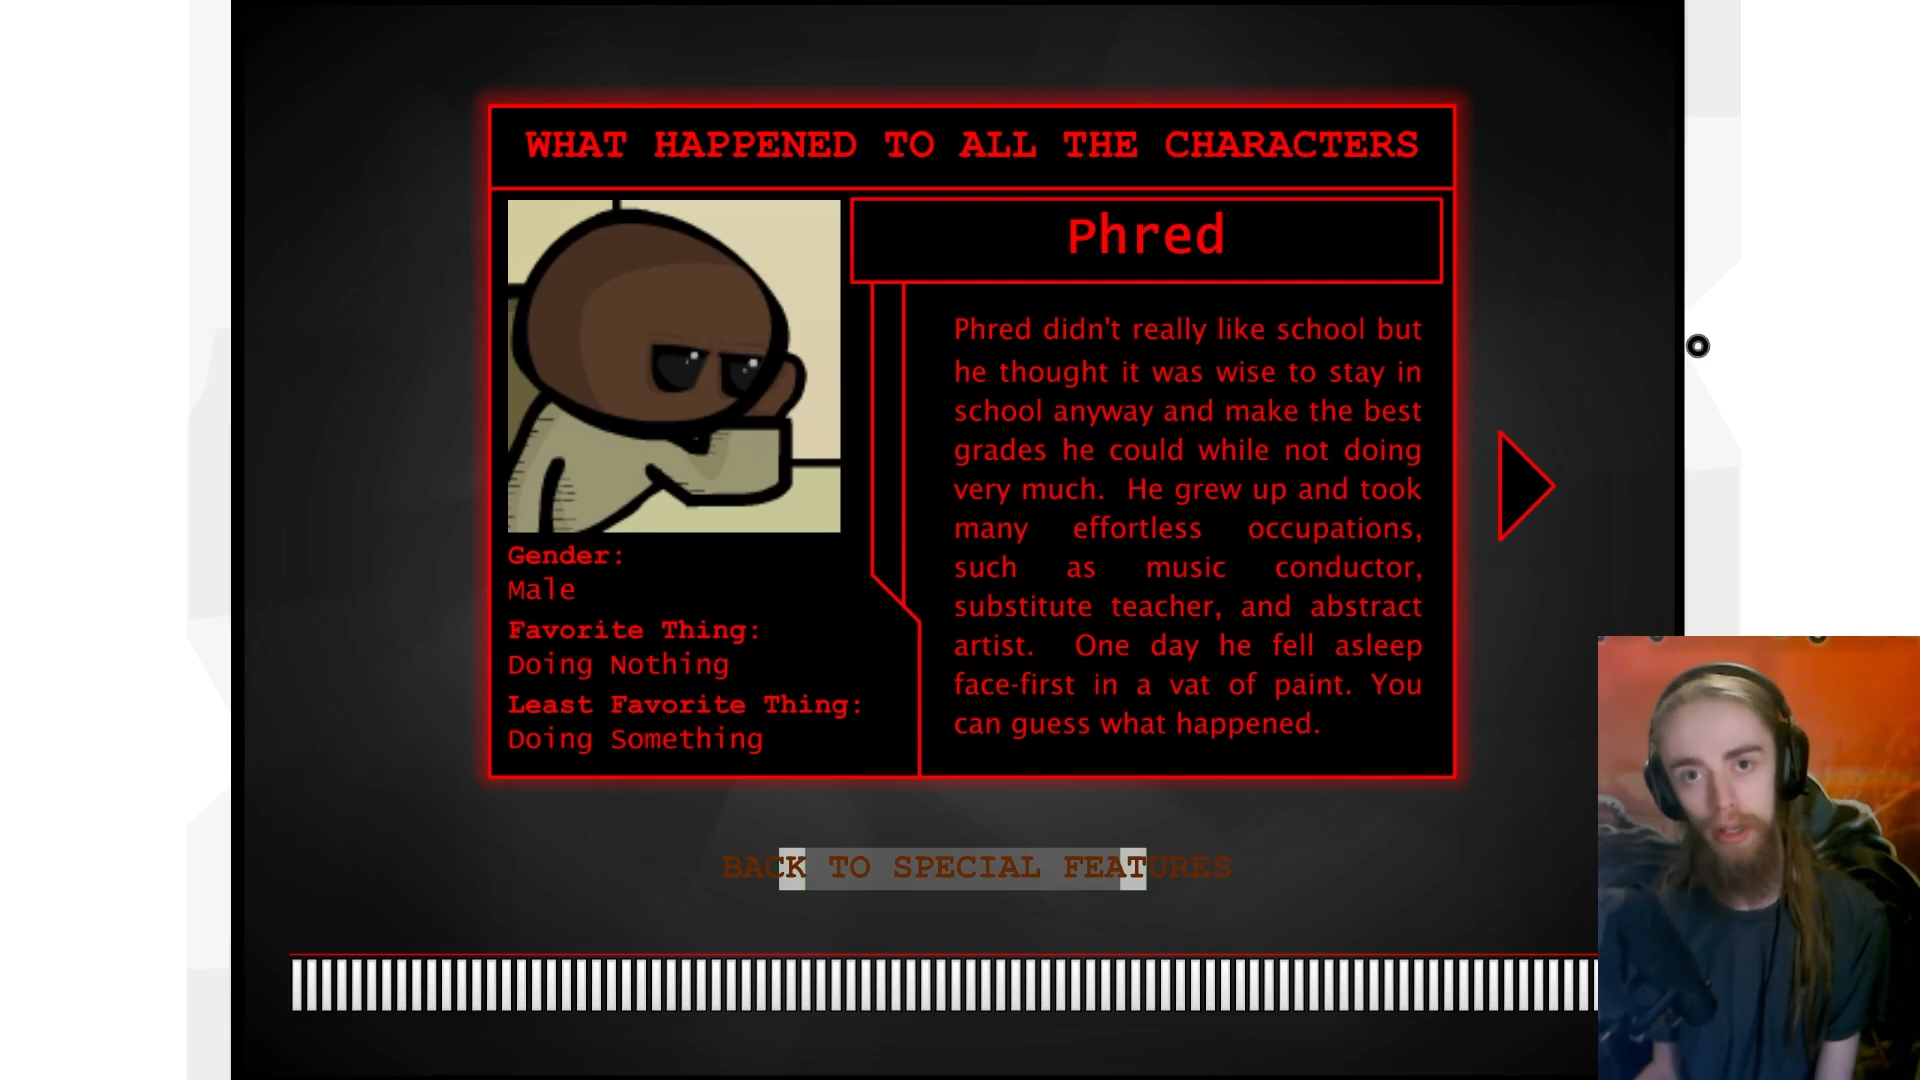 WHAT HAPPENED TO ALL THE CHARACTERS
Phred
Phred didn't really like school but
he thought it was wise to stay in
school anyway and make the best
grades he could while not doing
very much.  He grew up and took
many effortless occupations,
such as music conductor,
substitute teacher, and abstract
artist.  One day he fell asleep
face-first in a vat of paint. You
can guess what happened.
Gender:
Male
Favorite Thing:
Doing Nothing
Least Favorite Thing:
Doing Something
BACK TO SPECIAL FEATURES